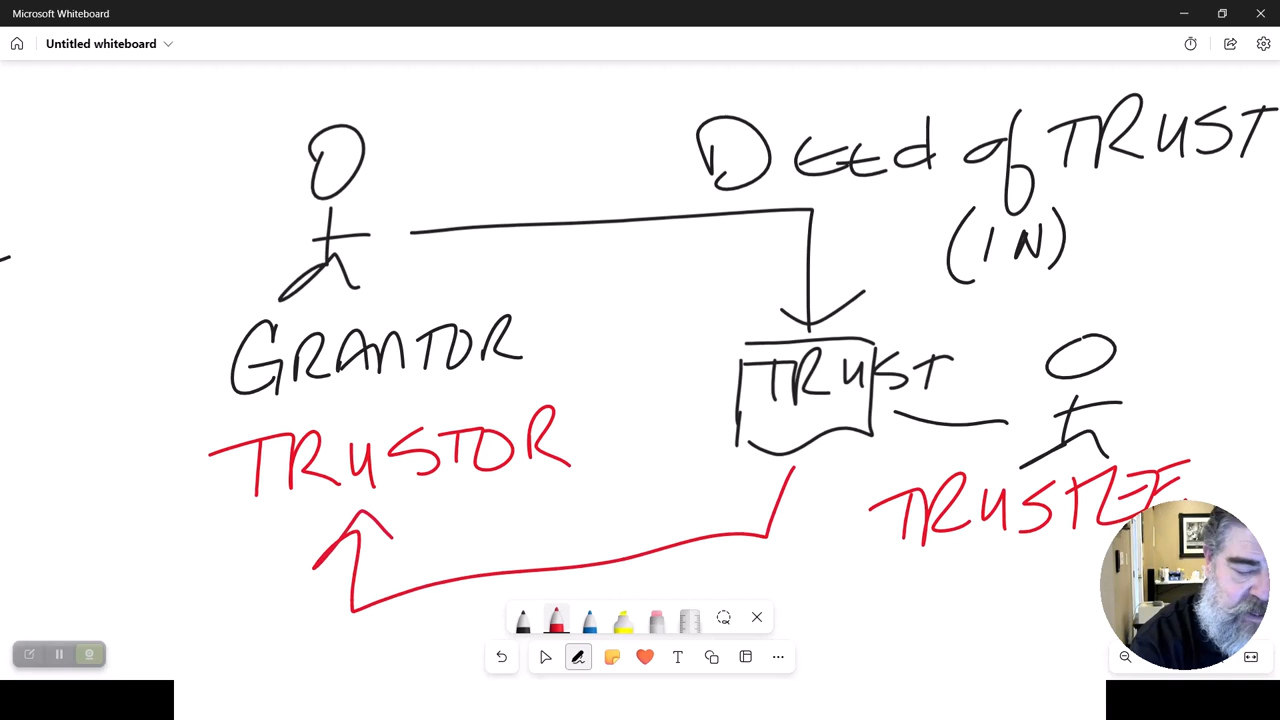 Microsoft Whiteboard
Untitled whiteboard
Deed of TRUST
(IN)
GRANTOR
TRUST
TRUSTOR
TRUSTEE